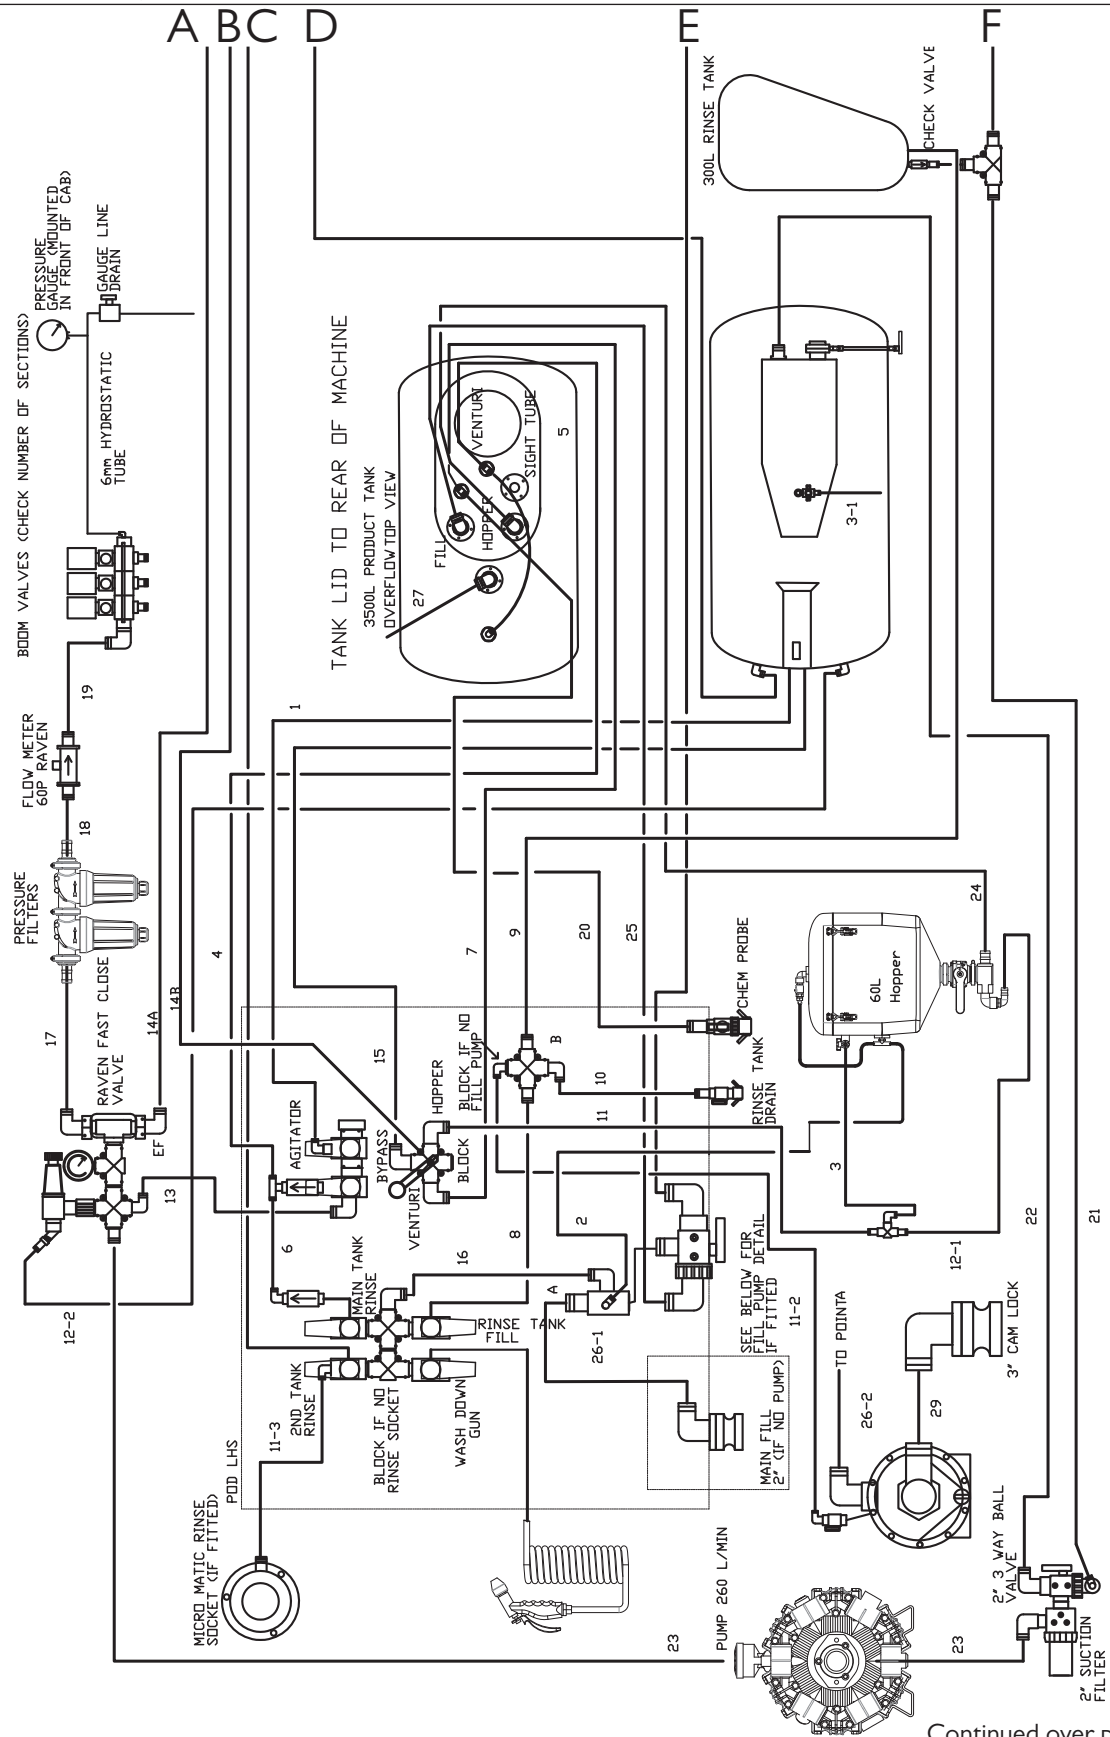 A B C D E F
PRESSURE
GAUGE (MOUNTED
IN FRONT OF CAB)
GAUGE LINE
DRAIN
BOOM VALVES (CHECK NUMBER OF SECTIONS)
6mm HYDROSTATIC
TUBE
300L RINSE TANK
CHECK VALVE
TANK LID TO REAR OF MACHINE
3500L PRODUCT TANK
OVERFLOW TOP VIEW
VENTURI
SIGHT TUBE
5
FILL
HOPPER
27
3-1
19
1
FLOW METER
60P RAVEN
18
PRESSURE
FILTERS
4
7
9
20
25
24
CHEM PROBE
60L
Hopper
17
RAVEN FAST CLOSE
VALVE
14A
14B
EF
13
15
AGITATOR
BYPASS
HOPPER
BLOCK
VENTURI
BLOCK IF NO
FILL PUMP
B
10
11
RINSE TANK
DRAIN
3
22
21
12-1
12-2
6
16
8
2
MAIN TANK
RINSE
RINSE TANK
FILL
A
26-1
SEE BELOW FOR
FILL PUMP DETAIL
IF FITTED
11-2
TO POINTA
3" CAM LOCK
2ND TANK
RINSE
11-3
BLOCK IF NO
RINSE SOCKET
WASH DOWN
GUN
MAIN FILL
2" (IF NO PUMP)
26-2
29
POD LHS
MICRO MATIC RINSE
SOCKET (IF FITTED)
23
PUMP 260 L/MIN
23
2" 3 WAY BALL
VALVE
2" SUCTION
FILTER
Continued over